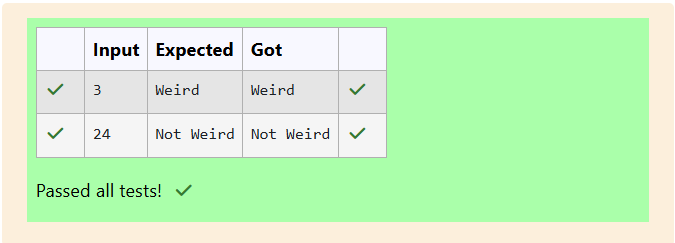 Input Expected Got
3 Weird Weird
24 Not Weird Not Weird
Passed all tests!